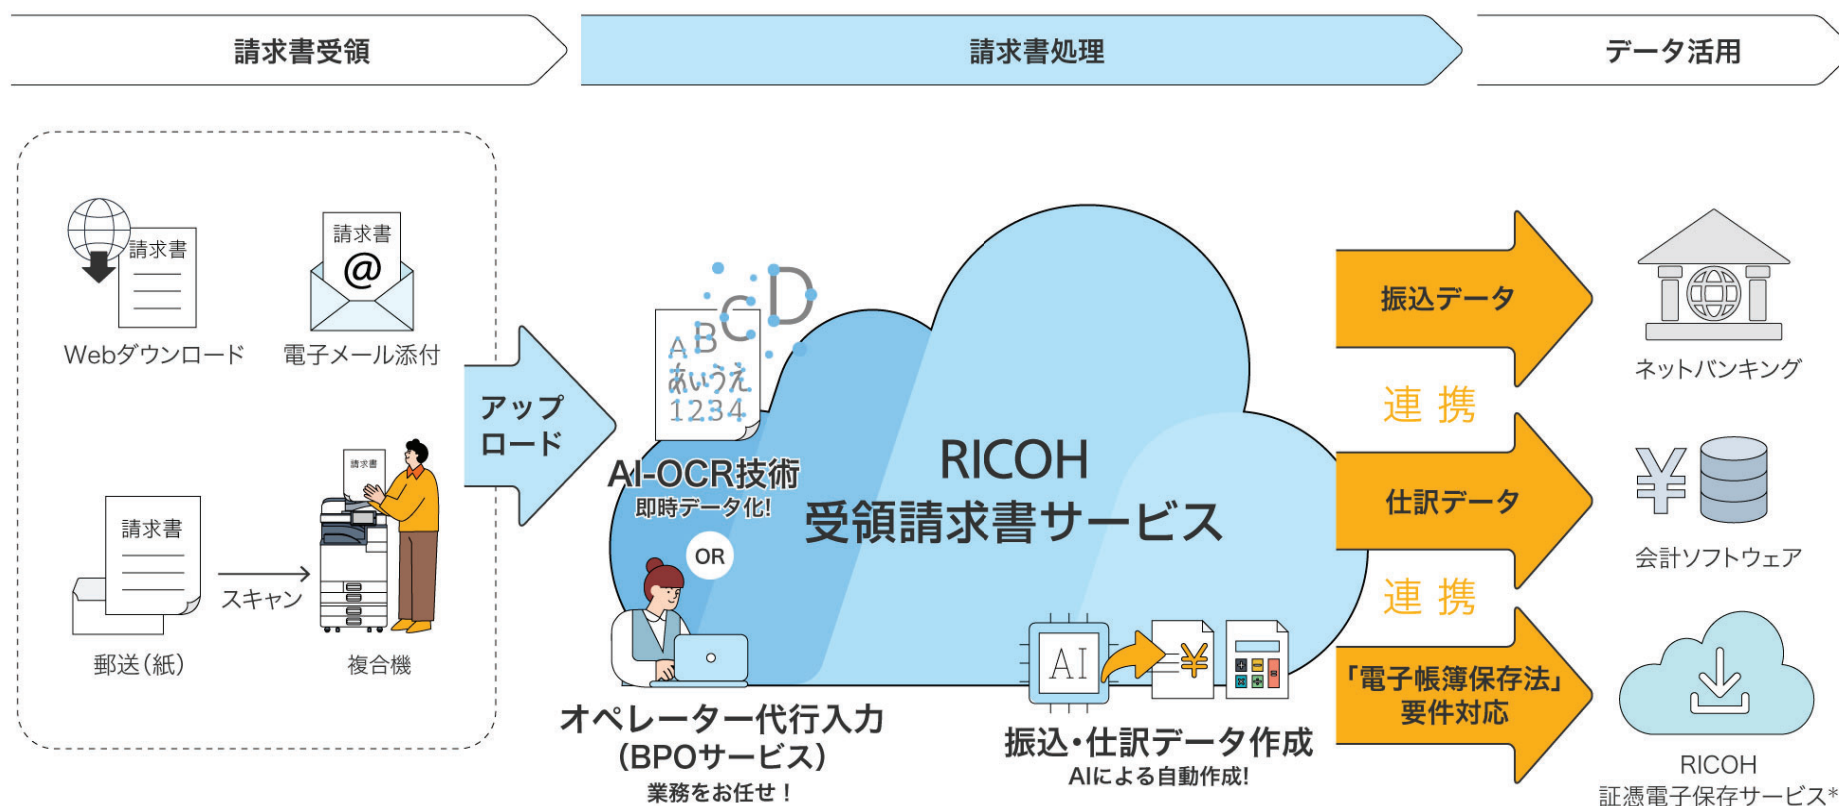 請求書受領
請求書処理
データ活用
請求書
Webダウンロード
請求書
@
電子メール添付
請求書
郵送(紙)
スキャン
請求書
複合機
アップ
ロード
A B C D
あいうえ
1234
AI-OCR技術
即時データ化!
OR
オペレーター代行入力
(BPOサービス)
業務をお任せ!
RICOH
受領請求書サービス
AI
¥
振込・仕訳データ作成
AIによる自動作成!
振込データ
連携
仕訳データ
連携
「電子帳簿保存法」
要件対応
ネットバンキング
¥
会計ソフトウェア
RICOH
証憑電子保存サービス*